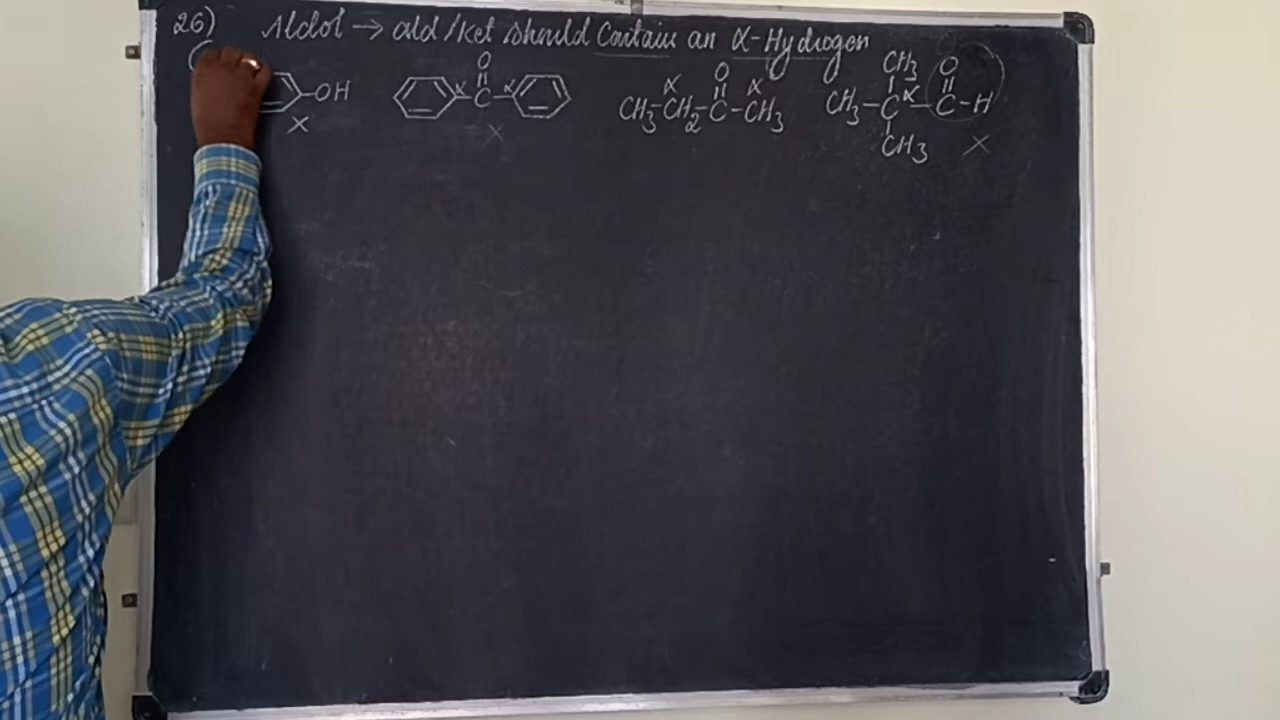 26) Aldol → ald/ket should Contain an α-Hydrogen
(
-OH α O || C α CH3-CH2-C-CH3 α O || α CH3-C-C-H CH3 α O || CH3
× × ×